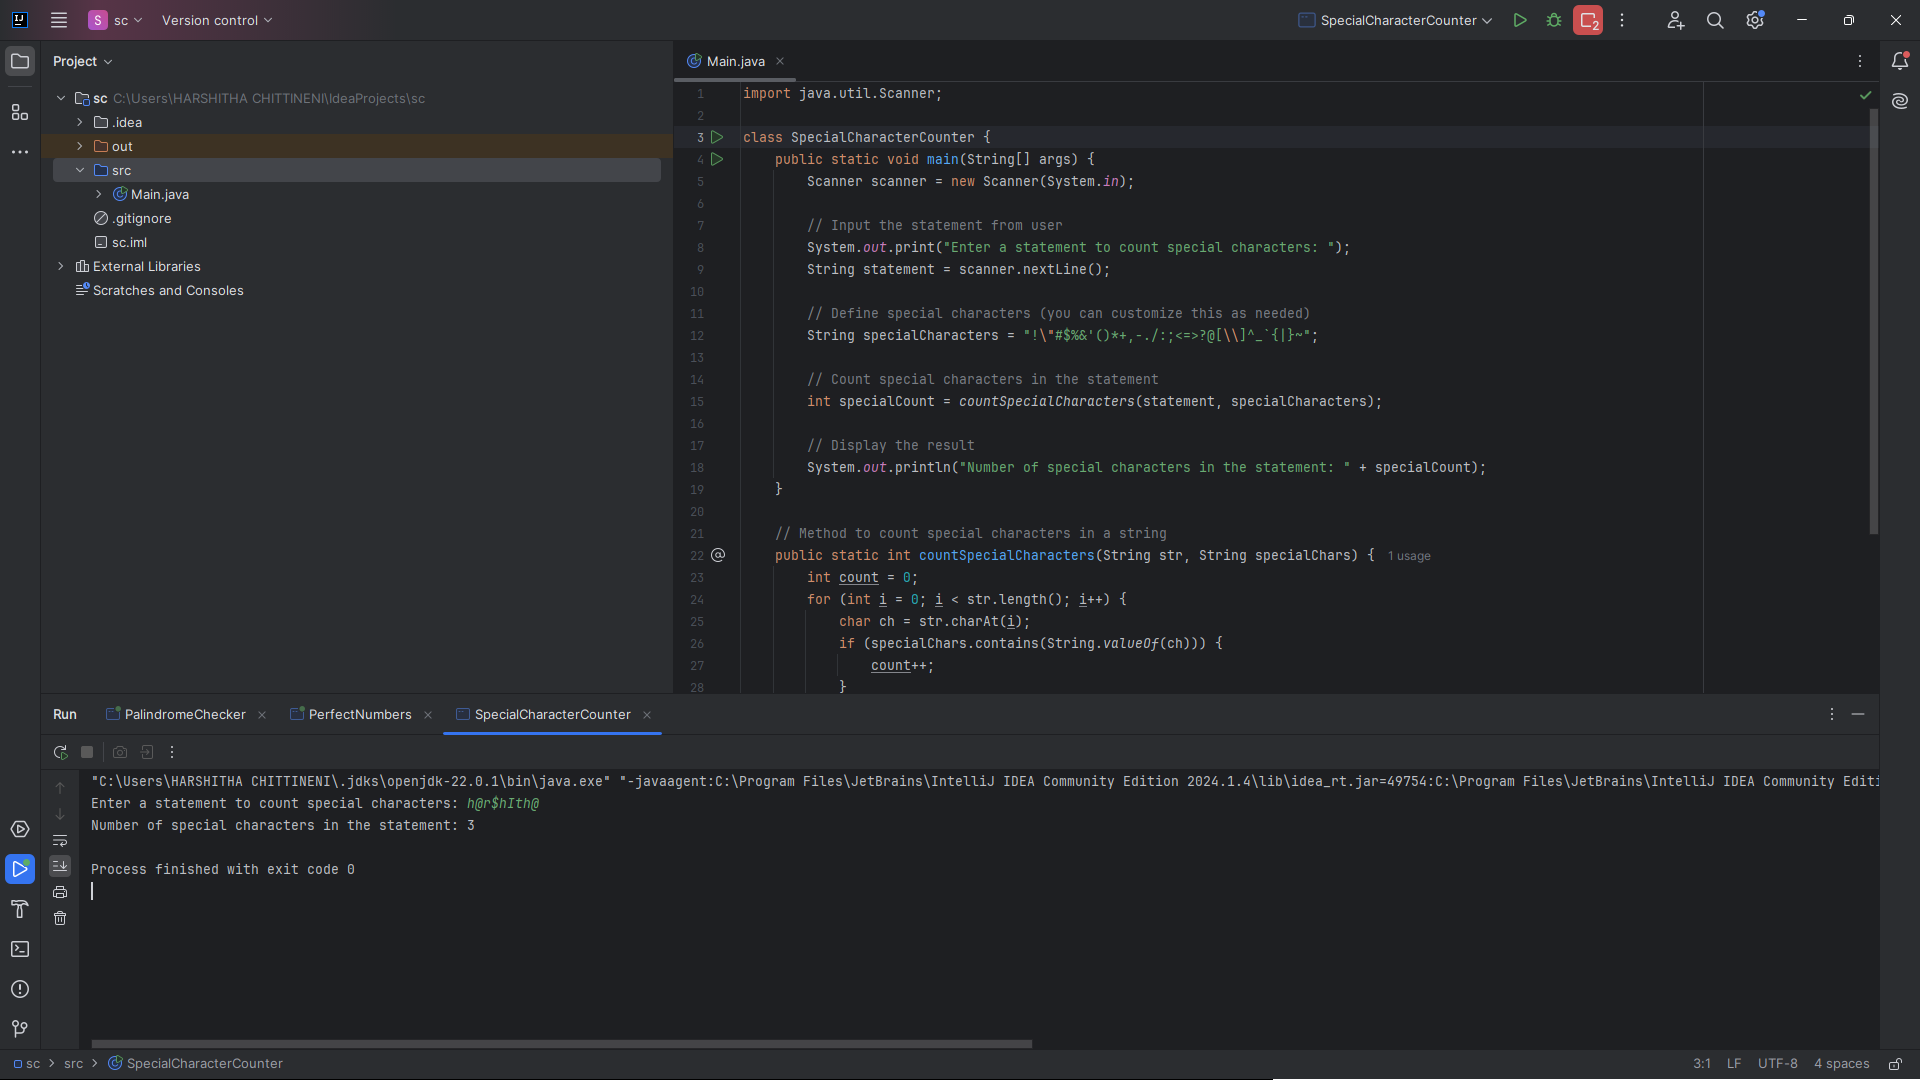 S sc Version control SpecialCharacterCounter 2
Project
Main.java
sc C:\Users\HARSHITHA CHITTINENI\IdeaProjects\sc
.idea
out
src
Main.java
.gitignore
sc.iml
External Libraries
Scratches and Consoles
1 import java.util.Scanner;
2
3 class SpecialCharacterCounter {
4 public static void main(String[] args) {
5 Scanner scanner = new Scanner(System.in);
6
7 // Input the statement from user
8 System.out.print("Enter a statement to count special characters: ");
9 String statement = scanner.nextLine();
10
11 // Define special characters (you can customize this as needed)
12 String specialCharacters = "!\"#$%&'()*+,-./:;<=>?@[\\]^_`{|}~";
13
14 // Count special characters in the statement
15 int specialCount = countSpecialCharacters(statement, specialCharacters);
16
17 // Display the result
18 System.out.println("Number of special characters in the statement: " + specialCount);
19 }
20
21 // Method to count special characters in a string
22 public static int countSpecialCharacters(String str, String specialChars) { 1 usage
23 int count = 0;
24 for (int i = 0; i < str.length(); i++) {
25 char ch = str.charAt(i);
26 if (specialChars.contains(String.valueOf(ch))) {
27 count++;
28 }
Run PalindromeChecker PerfectNumbers SpecialCharacterCounter
"C:\Users\HARSHITHA CHITTINENI\.jdks\openjdk-22.0.1\bin\java.exe" "-javaagent:C:\Program Files\JetBrains\IntelliJ IDEA Community Edition 2024.1.4\lib\idea_rt.jar=49754:C:\Program Files\JetBrains\IntelliJ IDEA Community Editi
Enter a statement to count special characters: h@r$hIth@
Number of special characters in the statement: 3

Process finished with exit code 0
sc src SpecialCharacterCounter 3:1 LF UTF-8 4 spaces